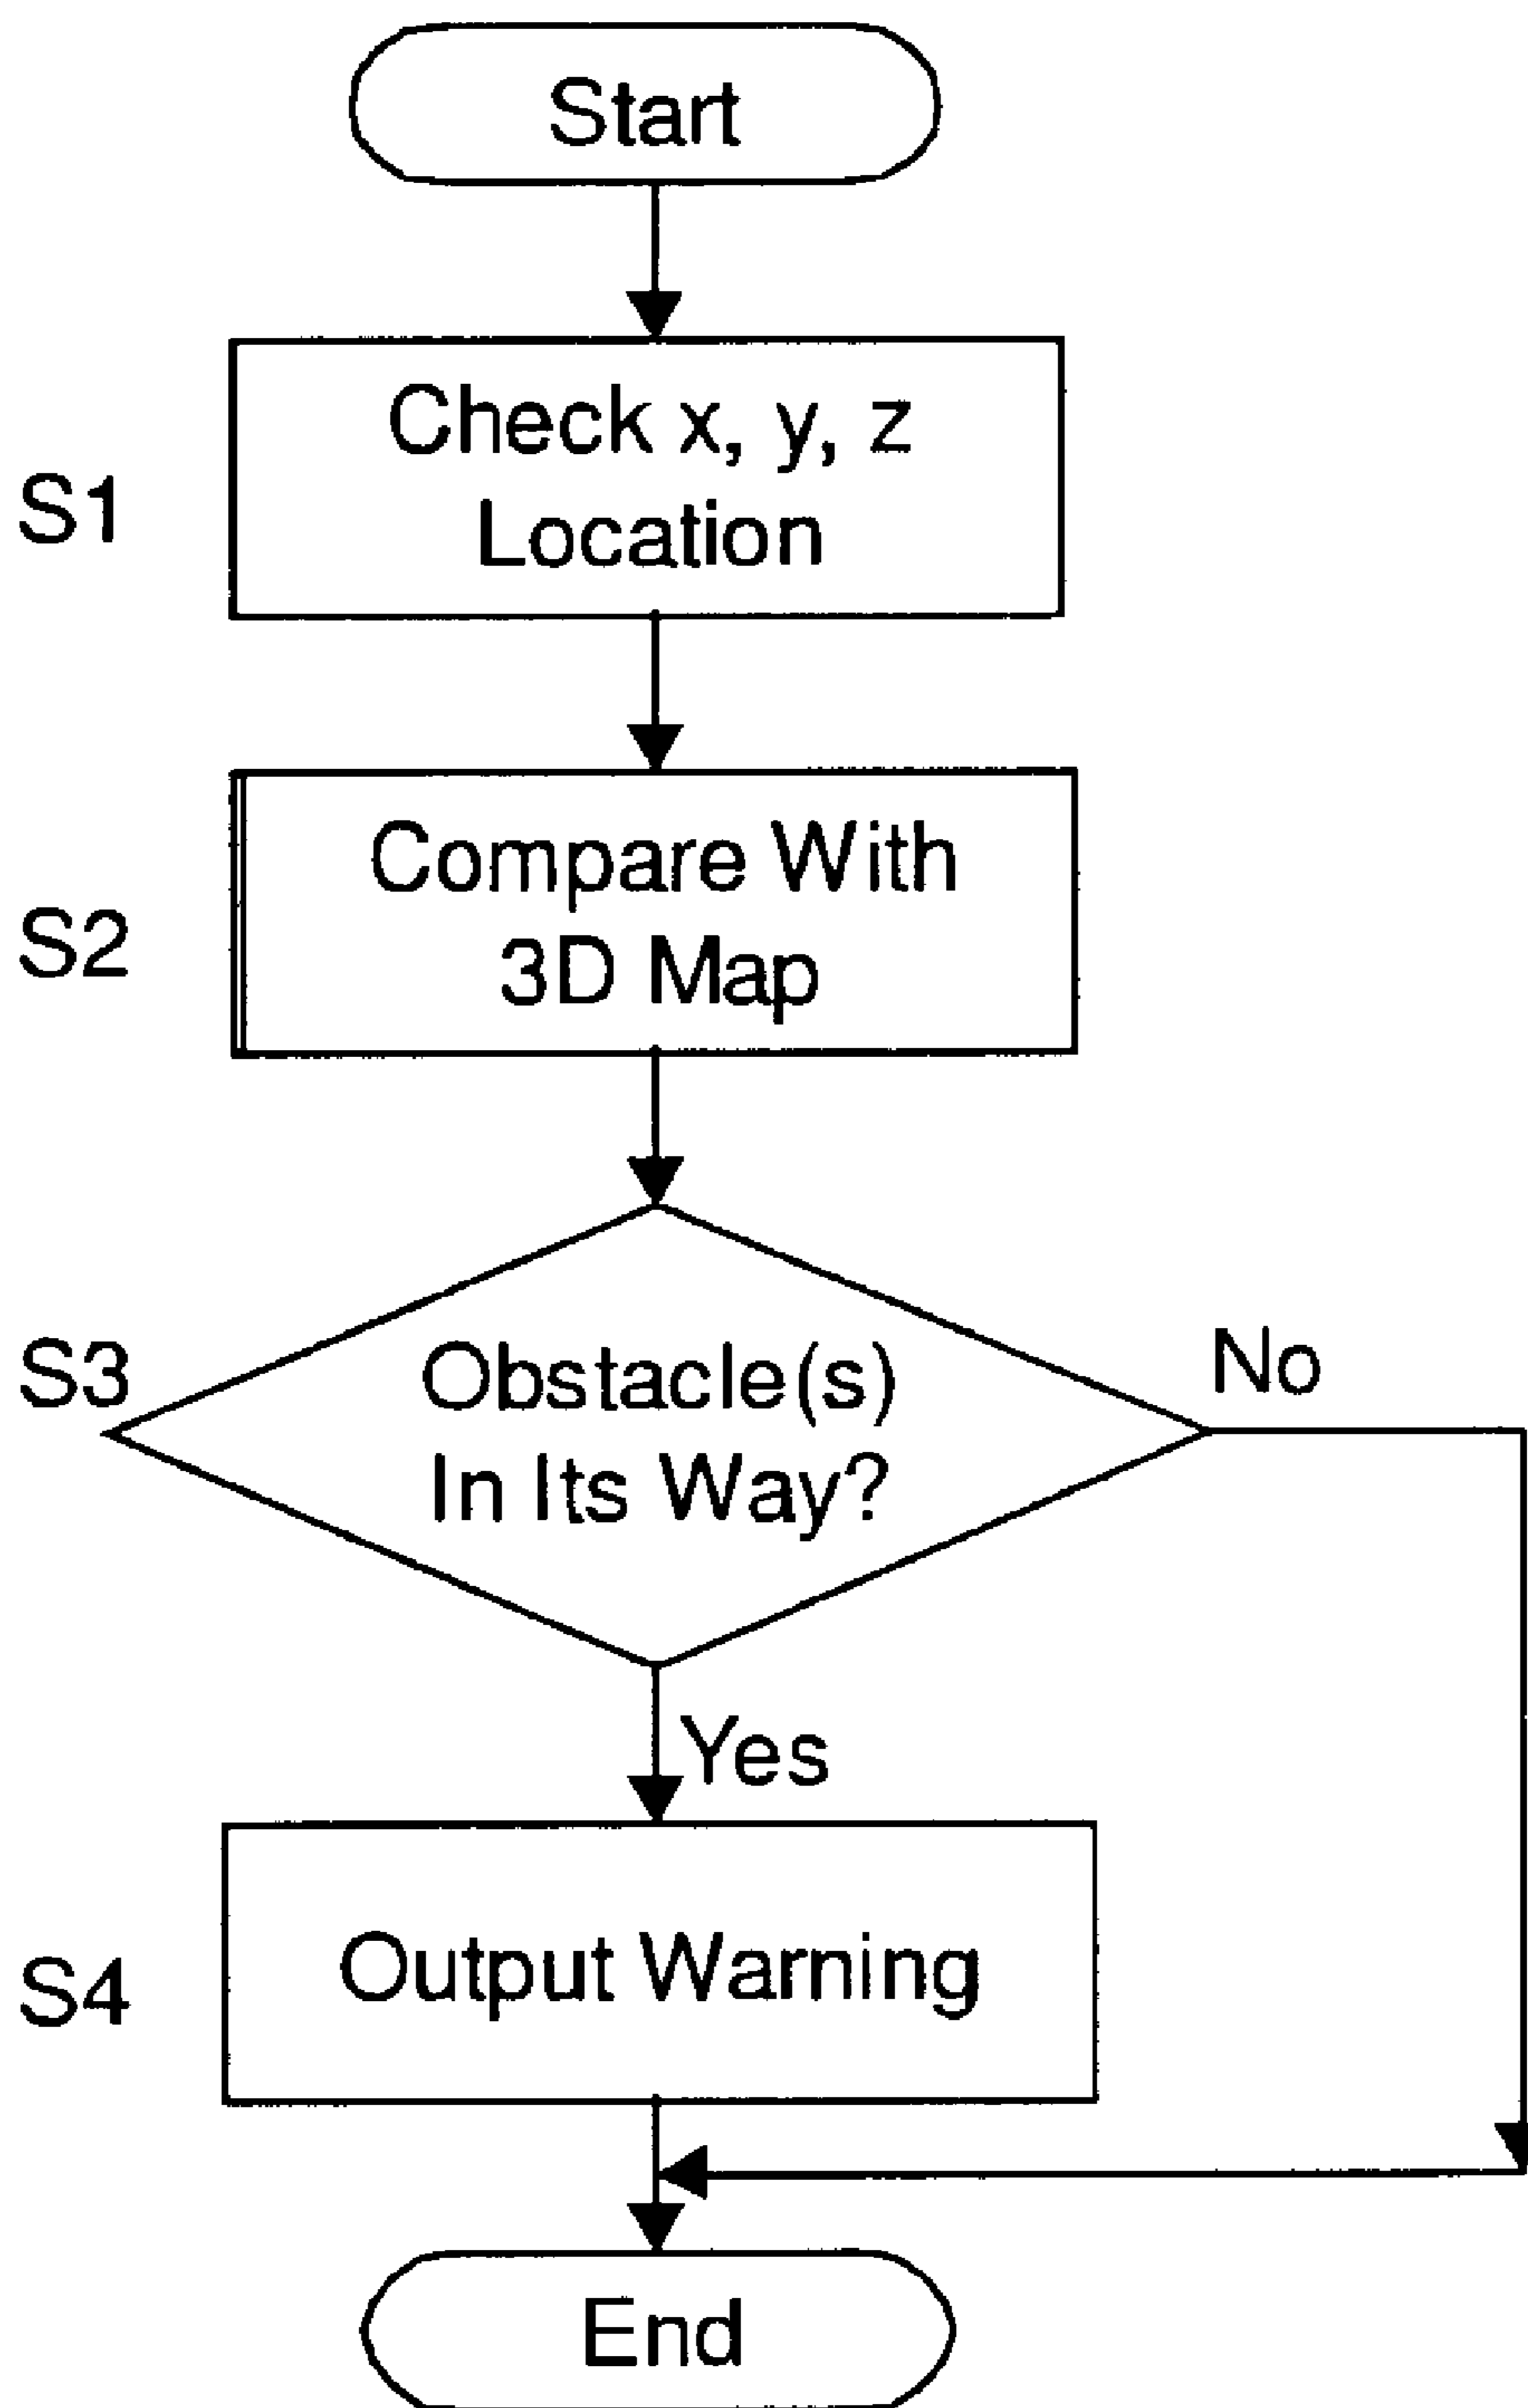 Start
S1
Check x, y, z
Location
S2
Compare With
3D Map
S3
Obstacle(s)
In Its Way?
No
Yes
S4
Output Warning
End